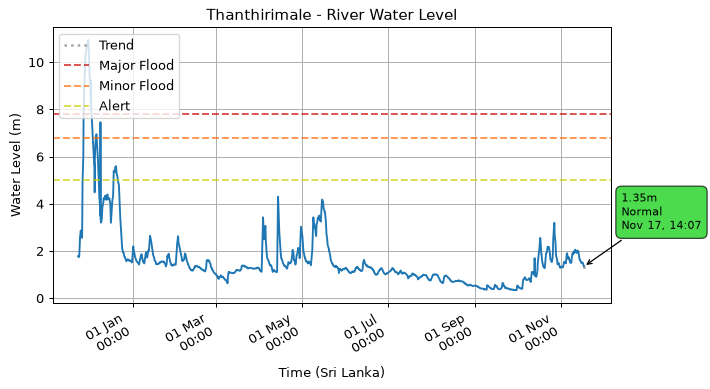 Thanthirimale - River Water Level
Trend
Major Flood
Minor Flood
Alert
Water Level (m)
10
8
6
4
2
0
1.35m
Normal
Nov 17, 14:07
01 Jan
00:00
01 Mar
00:00
01 May
00:00
01 Jul
00:00
01 Sep
00:00
01 Nov
00:00
Time (Sri Lanka)